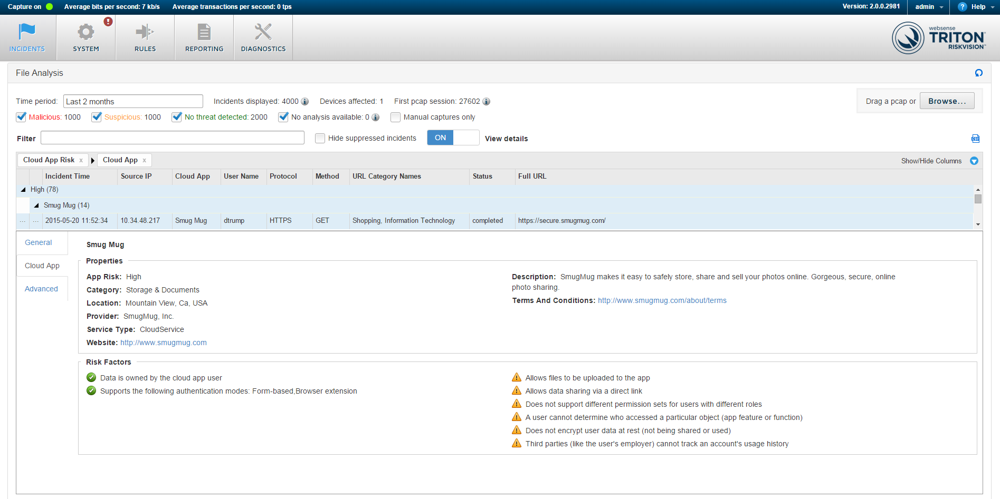 Capture on Average bits per second: 7 kb/s Average transactions per second: 0 tps Version: 2.0.0.2981 admin ? Help
INCIDENTS SYSTEM RULES REPORTING DIAGNOSTICS
websense
TRITON
RISKVISION™
File Analysis
Time period: Last 2 months Incidents displayed: 4000 Devices affected: 1 First pcap session: 27602 Drag a pcap or Browse...
Malicious: 1000 Suspicious: 1000 No threat detected: 2000 No analysis available: 0 Manual captures only
Filter Hide suppressed incidents ON View details CSV
Cloud App Risk x Cloud App x Show/Hide Columns
Incident Time Source IP Cloud App User Name Protocol Method URL Category Names Status Full URL
High (78)
Smug Mug (14)
... ... 2015-05-20 11:52:34 10.34.48.217 Smug Mug dtrump HTTPS GET Shopping, Information Technology completed https://secure.smugmug.com/
General
Cloud App
Advanced
Smug Mug
Properties
App Risk: High
Category: Storage & Documents
Location: Mountain View, Ca, USA
Provider: SmugMug, Inc.
Service Type: CloudService
Website: http://www.smugmug.com
Description: SmugMug makes it easy to safely store, share and sell your photos online. Gorgeous, secure, online
photo sharing.
Terms And Conditions: http://www.smugmug.com/about/terms
Risk Factors
Data is owned by the cloud app user
Supports the following authentication modes: Form-based,Browser extension
Allows files to be uploaded to the app
Allows data sharing via a direct link
Does not support different permission sets for users with different roles
A user cannot determine who accessed a particular object (app feature or function)
Does not encrypt user data at rest (not being shared or used)
Third parties (like the user's employer) cannot track an account's usage history